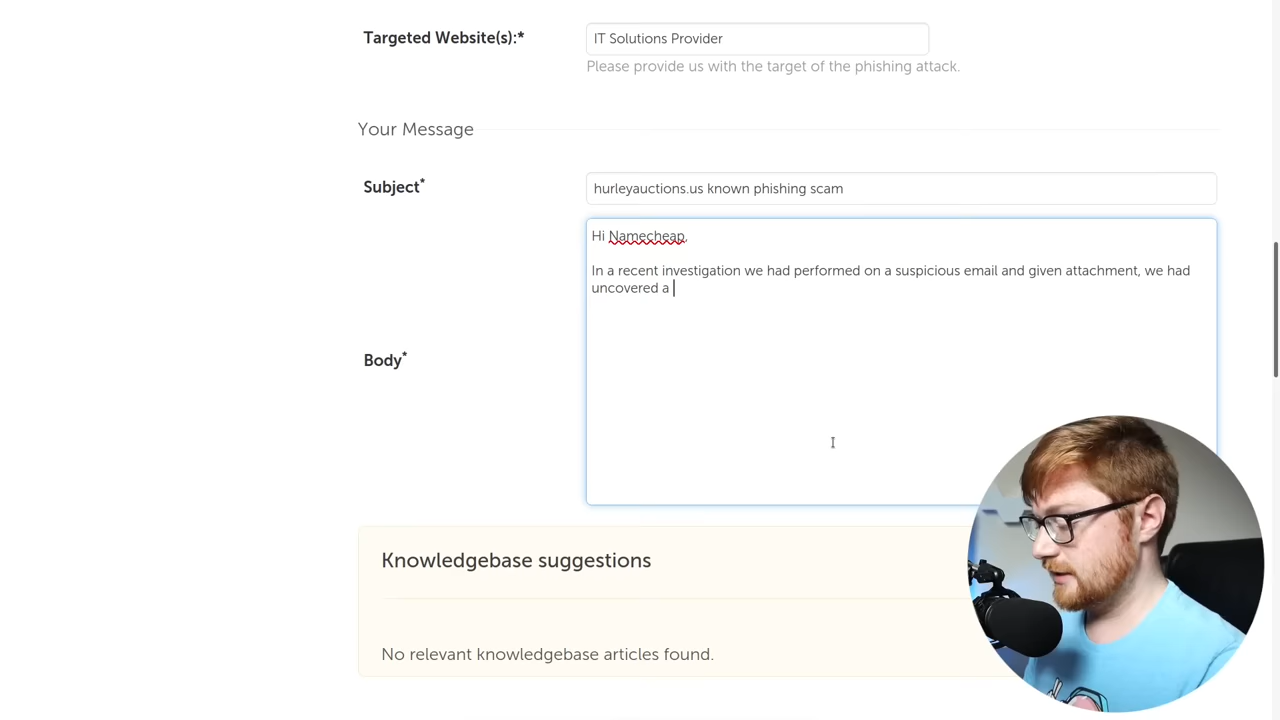 Targeted Website(s):*
IT Solutions Provider
Please provide us with the target of the phishing attack.
Your Message
Subject*
hurleyauctions.us known phishing scam
Hi Namecheap,
In a recent investigation we had performed on a suspicious email and given attachment, we had
uncovered a
Body*
Knowledgebase suggestions
No relevant knowledgebase articles found.